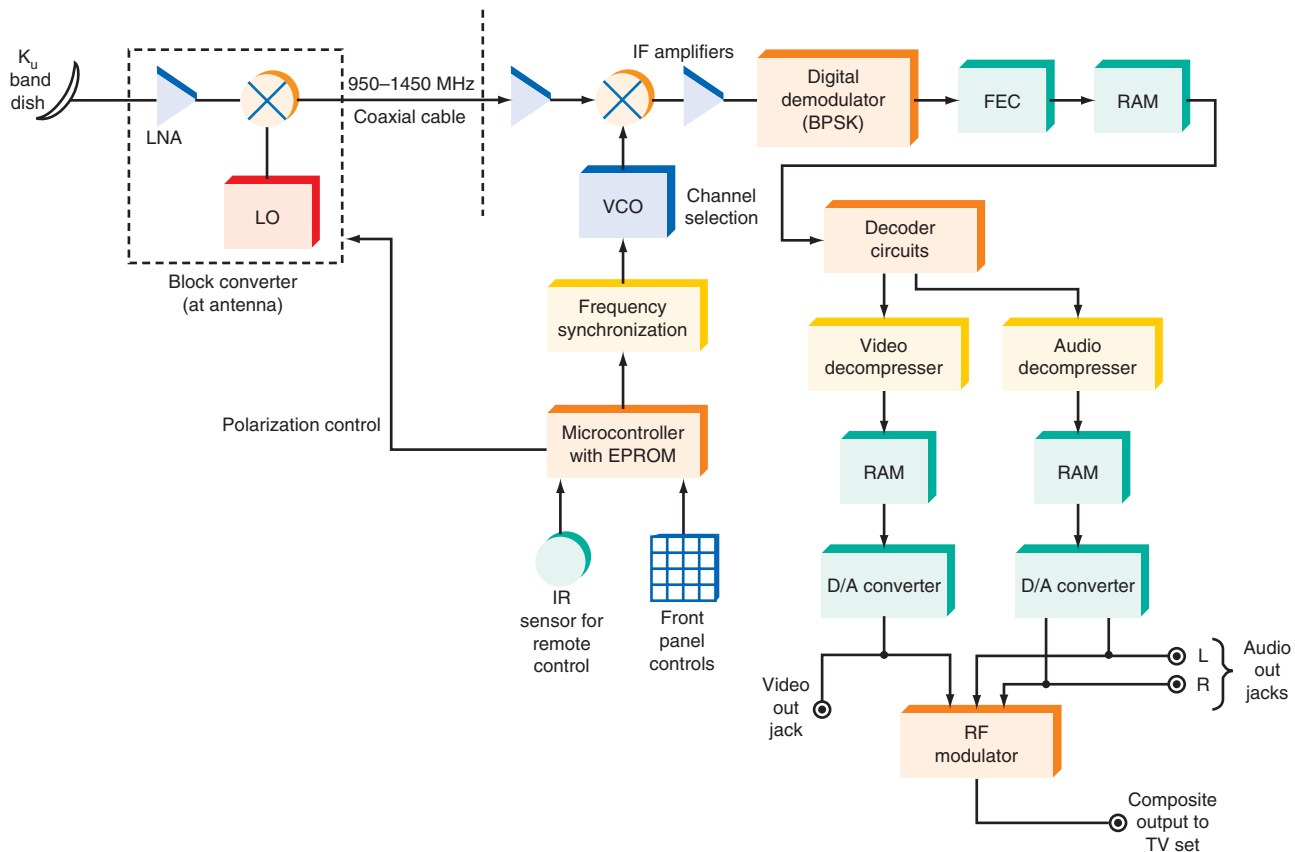 K_u
band
dish
LNA
LO
Block converter
(at antenna)
950–1450 MHz
Coaxial cable
IF amplifiers
Digital
demodulator
(BPSK)
FEC
RAM
VCO
Channel
selection
Frequency
synchronization
Polarization control
Microcontroller
with EPROM
IR
sensor for
remote
control
Front
panel
controls
Decoder
circuits
Video
decompresser
Audio
decompresser
RAM
RAM
D/A converter
D/A converter
Video
out
jack
L
R
Audio
out
jacks
RF
modulator
Composite
output to
TV set